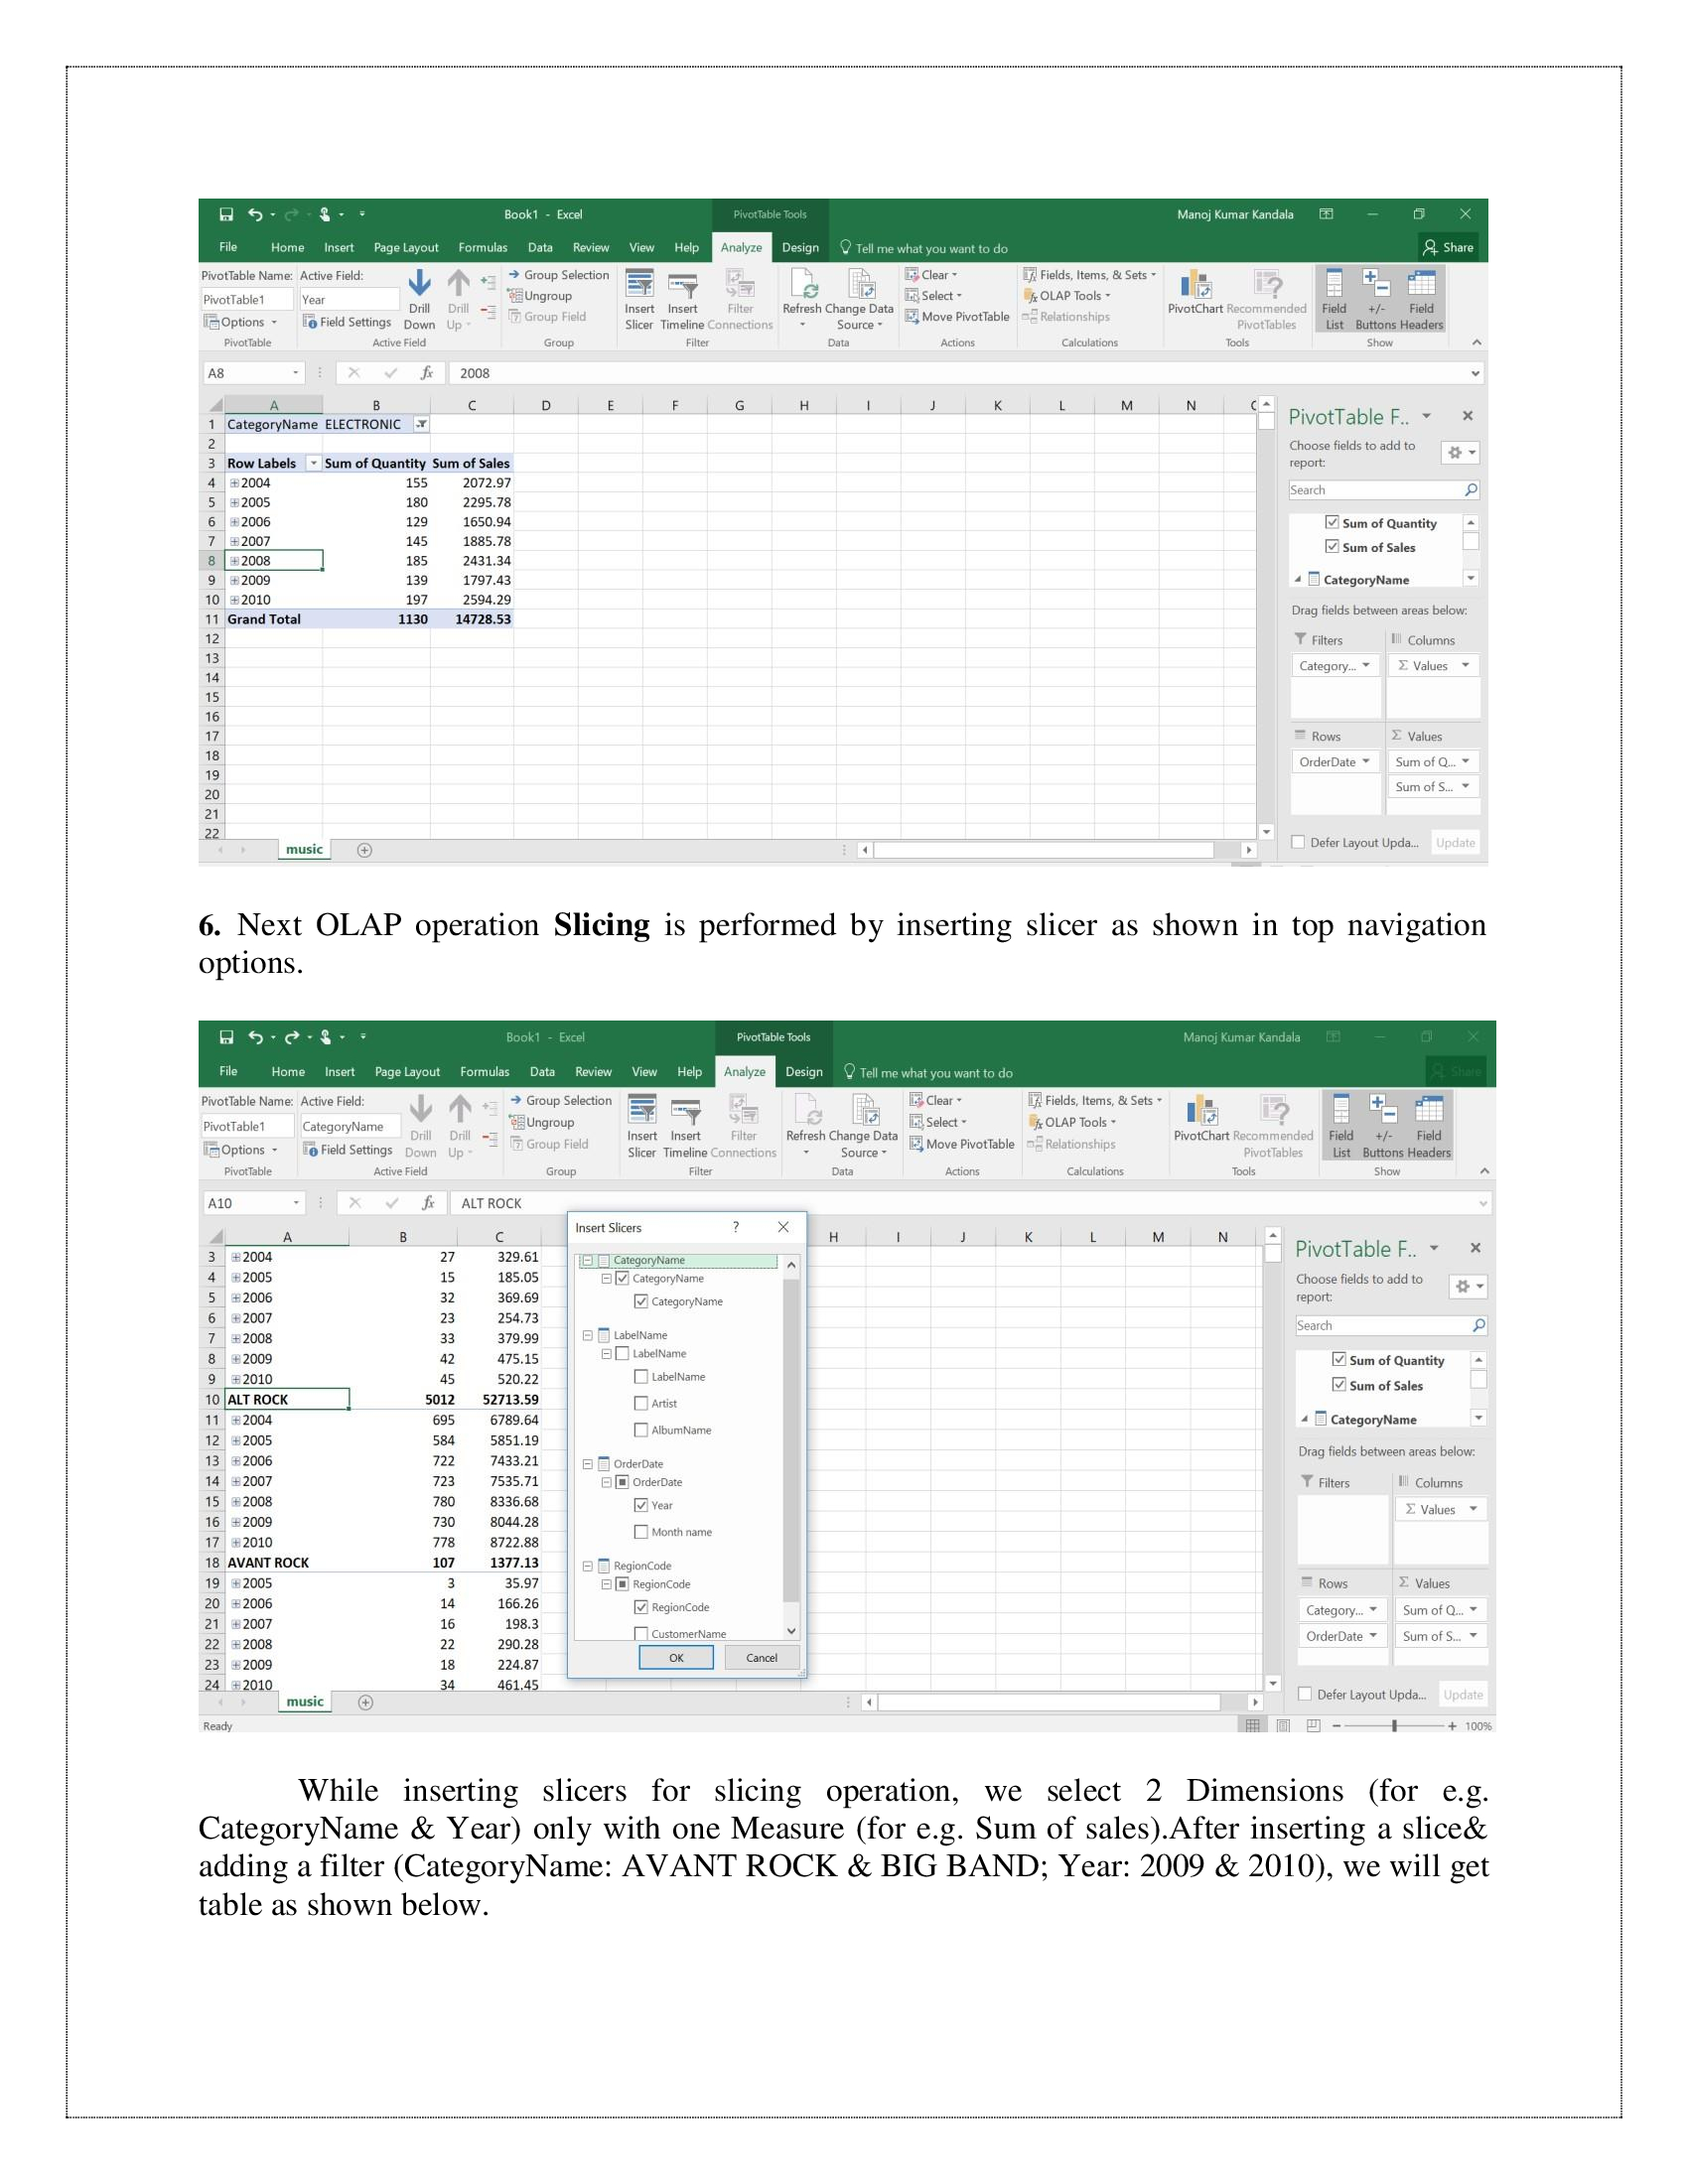 Book1 - Excel PivotTable Tools Manoj Kumar Kandala
File Home Insert Page Layout Formulas Data Review View Help Analyze Design Tell me what you want to do Share
PivotTable Name: Active Field: Group Selection Clear Fields, Items, & Sets
PivotTable1 Year Ungroup Select OLAP Tools
Options Field Settings Drill Down Drill Up Group Field Insert Slicer Insert Timeline Filter Connections Refresh Change Data Source Move PivotTable Relationships PivotChart Recommended PivotTables Field List +/- Buttons Field Headers
PivotTable Active Field Group Filter Data Actions Calculations Tools Show
A8 fx 2008
A B C D E F G H I J K L M N
1 CategoryName ELECTRONIC
2
3 Row Labels Sum of Quantity Sum of Sales
4 2004 155 2072.97
5 2005 180 2295.78
6 2006 129 1650.94
7 2007 145 1885.78
8 2008 185 2431.34
9 2009 139 1797.43
10 2010 197 2594.29
11 Grand Total 1130 14728.53
12
13
14
15
16
17
18
19
20
21
22
music
PivotTable F..
Choose fields to add to
report:
Search
Sum of Quantity
Sum of Sales
CategoryName
Drag fields between areas below:
Filters Columns
Category... Σ Values
Rows Σ Values
OrderDate Sum of Q...
Sum of S...
Defer Layout Upda... Update
6. Next OLAP operation Slicing is performed by inserting slicer as shown in top navigation
options.
Book1 - Excel PivotTable Tools Manoj Kumar Kandala
File Home Insert Page Layout Formulas Data Review View Help Analyze Design Tell me what you want to do Share
PivotTable Name: Active Field: Group Selection Clear Fields, Items, & Sets
PivotTable1 CategoryName Ungroup Select OLAP Tools
Options Field Settings Drill Down Drill Up Group Field Insert Slicer Insert Timeline Filter Connections Refresh Change Data Source Move PivotTable Relationships PivotChart Recommended PivotTables Field List +/- Buttons Field Headers
PivotTable Active Field Group Filter Data Actions Calculations Tools Show
A10 fx ALT ROCK
A B C H I J K L M N
3 2004 27 329.61
4 2005 15 185.05
5 2006 32 369.69
6 2007 23 254.73
7 2008 33 379.99
8 2009 42 475.15
9 2010 45 520.22
10 ALT ROCK 5012 52713.59
11 2004 695 6789.64
12 2005 584 5851.19
13 2006 722 7433.21
14 2007 723 7535.71
15 2008 780 8336.68
16 2009 730 8044.28
17 2010 778 8722.88
18 AVANT ROCK 107 1377.13
19 2005 3 35.97
20 2006 14 166.26
21 2007 16 198.3
22 2008 22 290.28
23 2009 18 224.87
24 2010 34 461.45
music
Ready 100%
Insert Slicers ?
CategoryName
CategoryName
CategoryName
LabelName
LabelName
LabelName
Artist
AlbumName
OrderDate
OrderDate
Year
Month name
RegionCode
RegionCode
RegionCode
CustomerName
OK Cancel
PivotTable F..
Choose fields to add to
report:
Search
Sum of Quantity
Sum of Sales
CategoryName
Drag fields between areas below:
Filters Columns
Σ Values
Rows Σ Values
Category... Sum of Q...
OrderDate Sum of S...
Defer Layout Upda... Update
While inserting slicers for slicing operation, we select 2 Dimensions (for e.g.
CategoryName & Year) only with one Measure (for e.g. Sum of sales).After inserting a slice&
adding a filter (CategoryName: AVANT ROCK & BIG BAND; Year: 2009 & 2010), we will get
table as shown below.